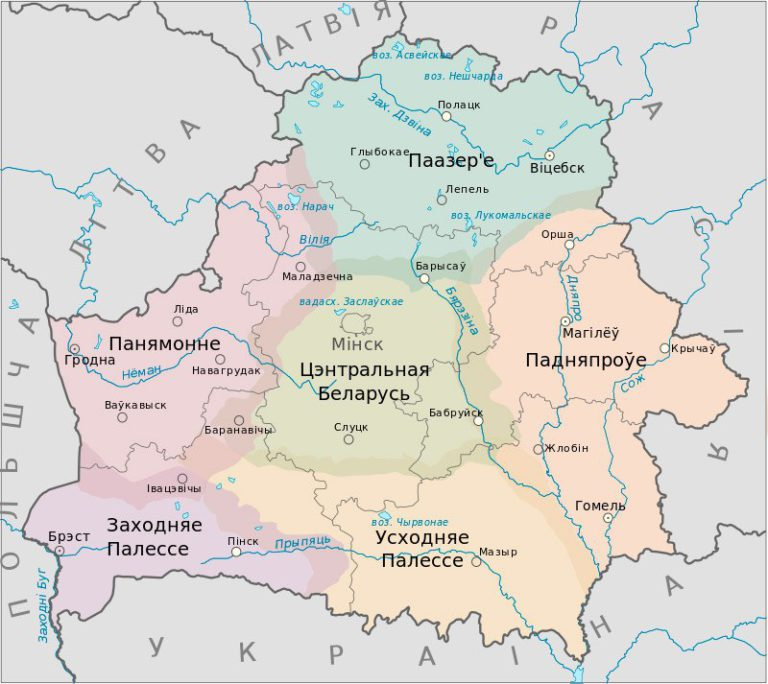 ЛАТВІЯ
РАСІЯ
ЛІТВА
ПОЛЬШЧА
УКРАІНА
воз. Асвейскае
воз. Нешчарда
Полацк
Зах. Дзвіна
Глыбокае
Паазер'е
Віцебск
Лепель
воз. Нарач
воз. Лукомальскае
Вілія
Орша
Барысаў
Маладзечна
Бярэзіна
Дняпро
вадасх. Заслаўскае
Ліда
Магілёў
Мінск
Панямонне
Гродна
Крычаў
Нёман
Навагрудак
Цэнтральная
Беларусь
Падняпроўе
Сож
Ваўкавыск
Баранавічы
Слуцк
Бабруйск
Жлобін
Івацэвічы
Гомель
Заходняе
Палессе
воз. Чырвонае
Брэст
Пінск
Прыпяць
Усходняе
Палессе
Мазыр
Заходні Буг